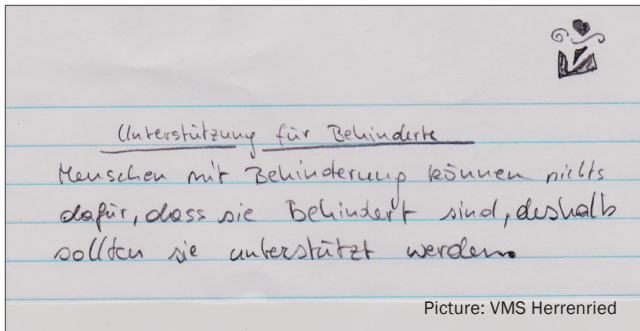 Unterstützung für Behinderte
Menschen mit Behinderung können nichts
dafür, dass sie Behindert sind, deshalb
sollten sie unterstützt werden.
Picture: VMS Herrenried